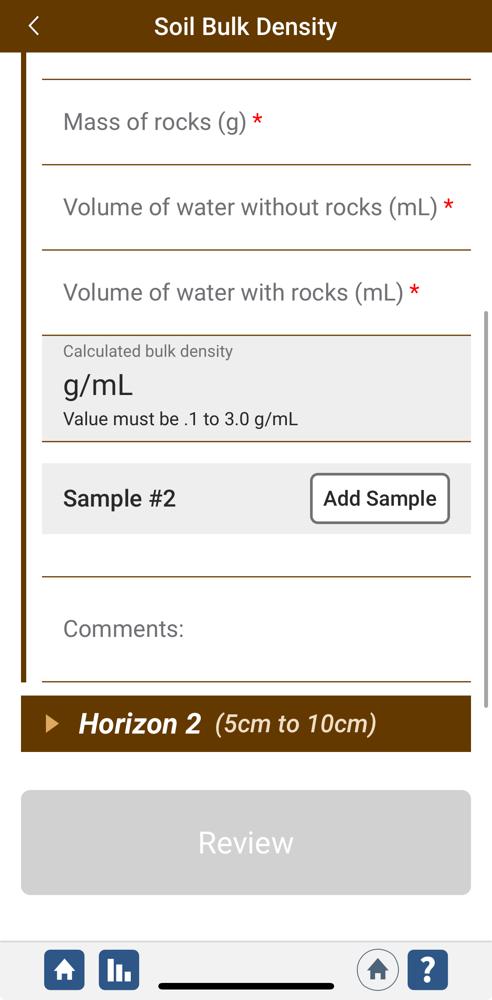 Soil Bulk Density
Mass of rocks (g) *
Volume of water without rocks (mL) *
Volume of water with rocks (mL) *
Calculated bulk density
g/mL
Value must be .1 to 3.0 g/mL
Sample #2
Add Sample
Comments:
Horizon 2 (5cm to 10cm)
Review
?